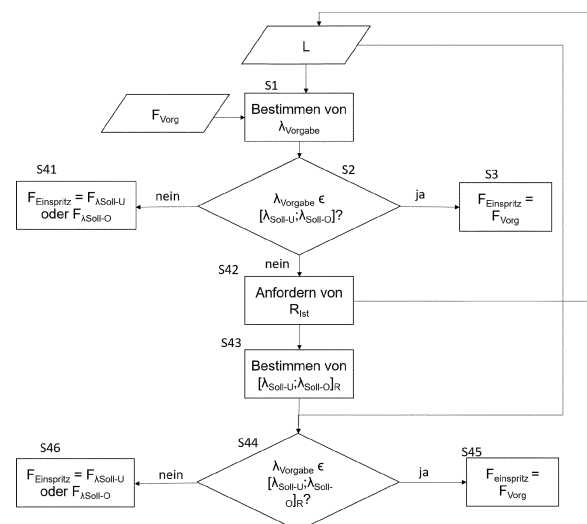 L
S1
F_Vorg
Bestimmen von
λ_Vorgabe
S41
S2
S3
F_Einspritz = F_λSoll-U
oder F_λSoll-O
nein
λ_Vorgabe ϵ
[λ_Soll-U;λ_Soll-O]?
ja
F_Einspritz =
F_Vorg
nein
S42
Anfordern von
R_Ist
S43
Bestimmen von
[λ_Soll-U;λ_Soll-O]_R
S46
S44
S45
F_Einspritz = F_λSoll-U
oder F_λSoll-O
nein
λ_Vorgabe ϵ
[λ_Soll-U;λ_Soll-
O]_R?
ja
F_einspritz =
F_Vorg